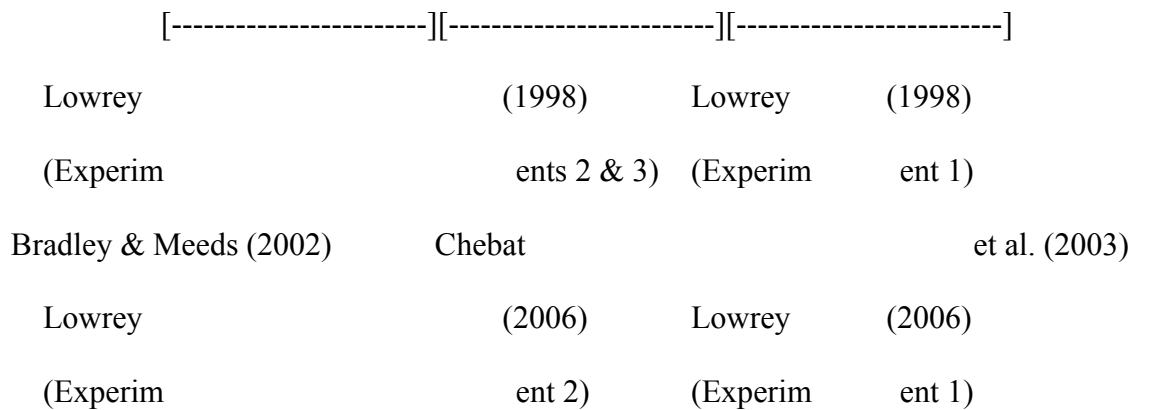 [-----------------------][------------------------][------------------------]
Lowrey (1998) Lowrey (1998)
(Experim ents 2 & 3) (Experim ent 1)
Bradley & Meeds (2002) Chebat et al. (2003)
Lowrey (2006) Lowrey (2006)
(Experim ent 2) (Experim ent 1)